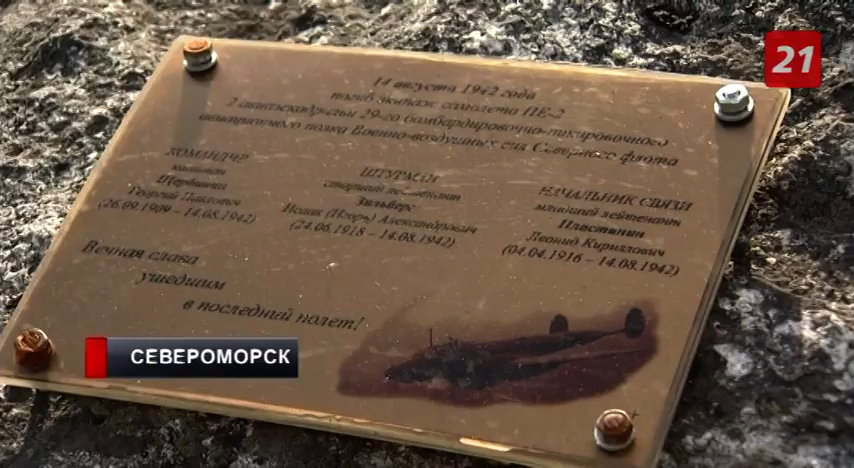 21
14 августа 1942 года
погиб экипаж самолета ПЕ-2
2 авиаэскадрильи 29-го бомбардировочно-пикировочного
авиационного полка Военно-воздушных сил Северного флота
КОМАНДИР
капитан
Щербинин
Георгий Павлович
(26.09.1909 – 14.08.1942)
ШТУРМАН
старший лейтенант
Зильберг
Исаак (Игорь) Александрович
(24.06.1918 – 14.08.1942)
НАЧАЛЬНИК СВЯЗИ
младший лейтенант
Пластинин
Леонид Кириллович
(04.04.1916 – 14.08.1942)
Вечная слава
ушедшим
в последний полет!
СЕВЕРОМОРСК